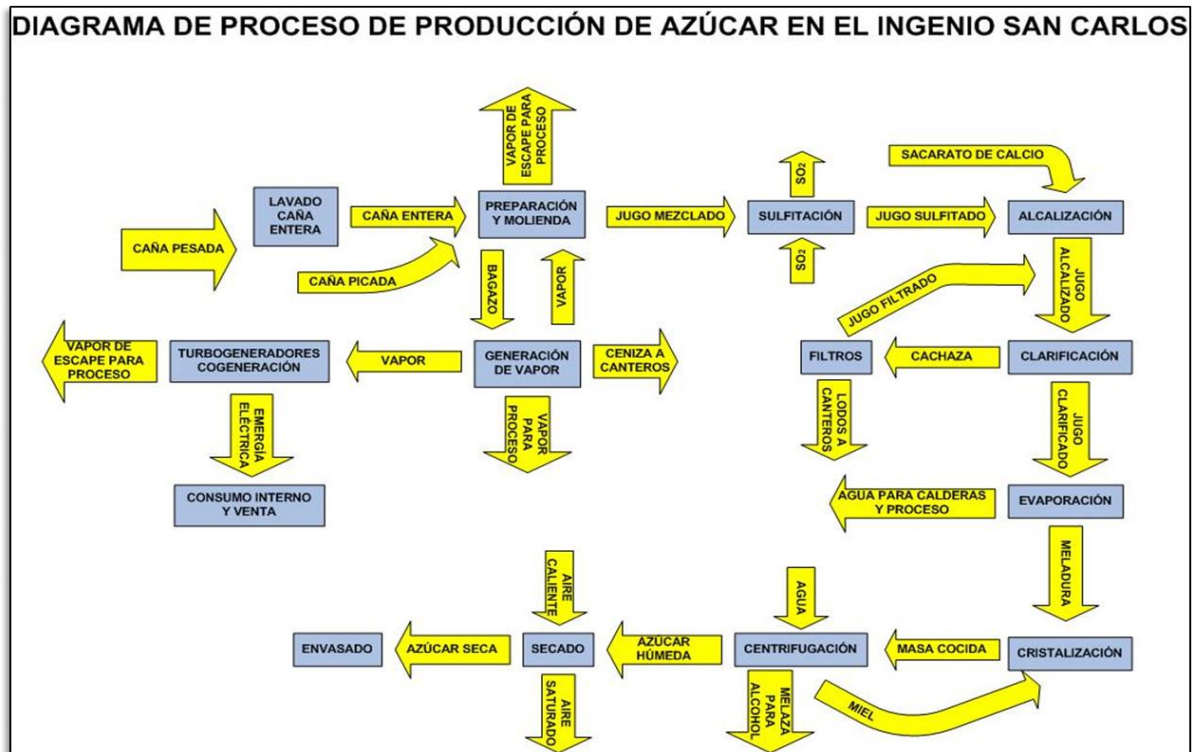 DIAGRAMA DE PROCESO DE PRODUCCIÓN DE AZÚCAR EN EL INGENIO SAN CARLOS
VAPOR DE
ESCAPE PARA
PROCESO
SO₂
SACARATO DE CALCIO
LAVADO
CAÑA
ENTERA
CAÑA ENTERA
PREPARACIÓN
Y MOLIENDA
JUGO MEZCLADO
SULFITACIÓN
JUGO SULFITADO
ALCALIZACIÓN
CAÑA PESADA
CAÑA PICADA
BAGAZO
VAPOR
SO₂
JUGO FILTRADO
JUGO
ALCALIZADO
VAPOR DE
ESCAPE PARA
PROCESO
TURBOGENERADORES
COGENERACIÓN
VAPOR
GENERACIÓN
DE VAPOR
CENIZA A
CANTEROS
FILTROS
CACHAZA
CLARIFICACIÓN
EMERGÍA
ELÉCTRICA
VAPOR
PARA
PROCESO
LODOS A
CANTEROS
JUGO
CLARIFICADO
CONSUMO INTERNO
Y VENTA
AGUA PARA CALDERAS
Y PROCESO
EVAPORACIÓN
AIRE
CALIENTE
AGUA
MELADURA
ENVASADO
AZÚCAR SECA
SECADO
AZÚCAR
HÚMEDA
CENTRIFUGACIÓN
MASA COCIDA
CRISTALIZACIÓN
AIRE
SATURADO
MELAZA
PARA
ALCOHOL
MIEL